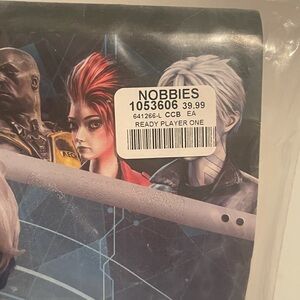 NOBBIES
1053606 39.99
641266-L CCB EA
READY PLAYER ONE